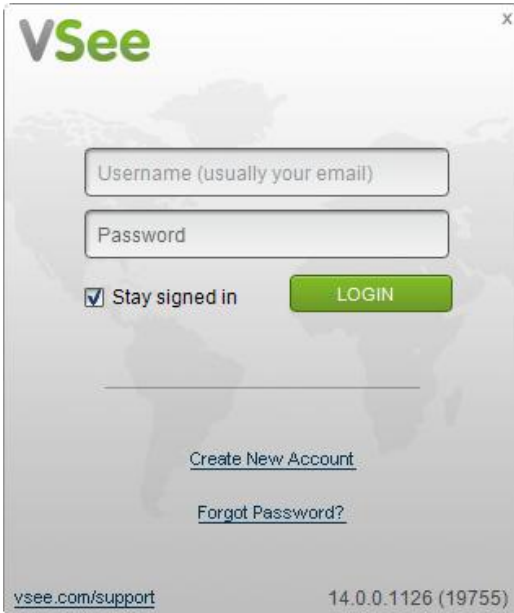 x
VSee
Username (usually your email)
Password
Stay signed in
LOGIN
Create New Account
Forgot Password?
vsee.com/support
14.0.0.1126 (19755)